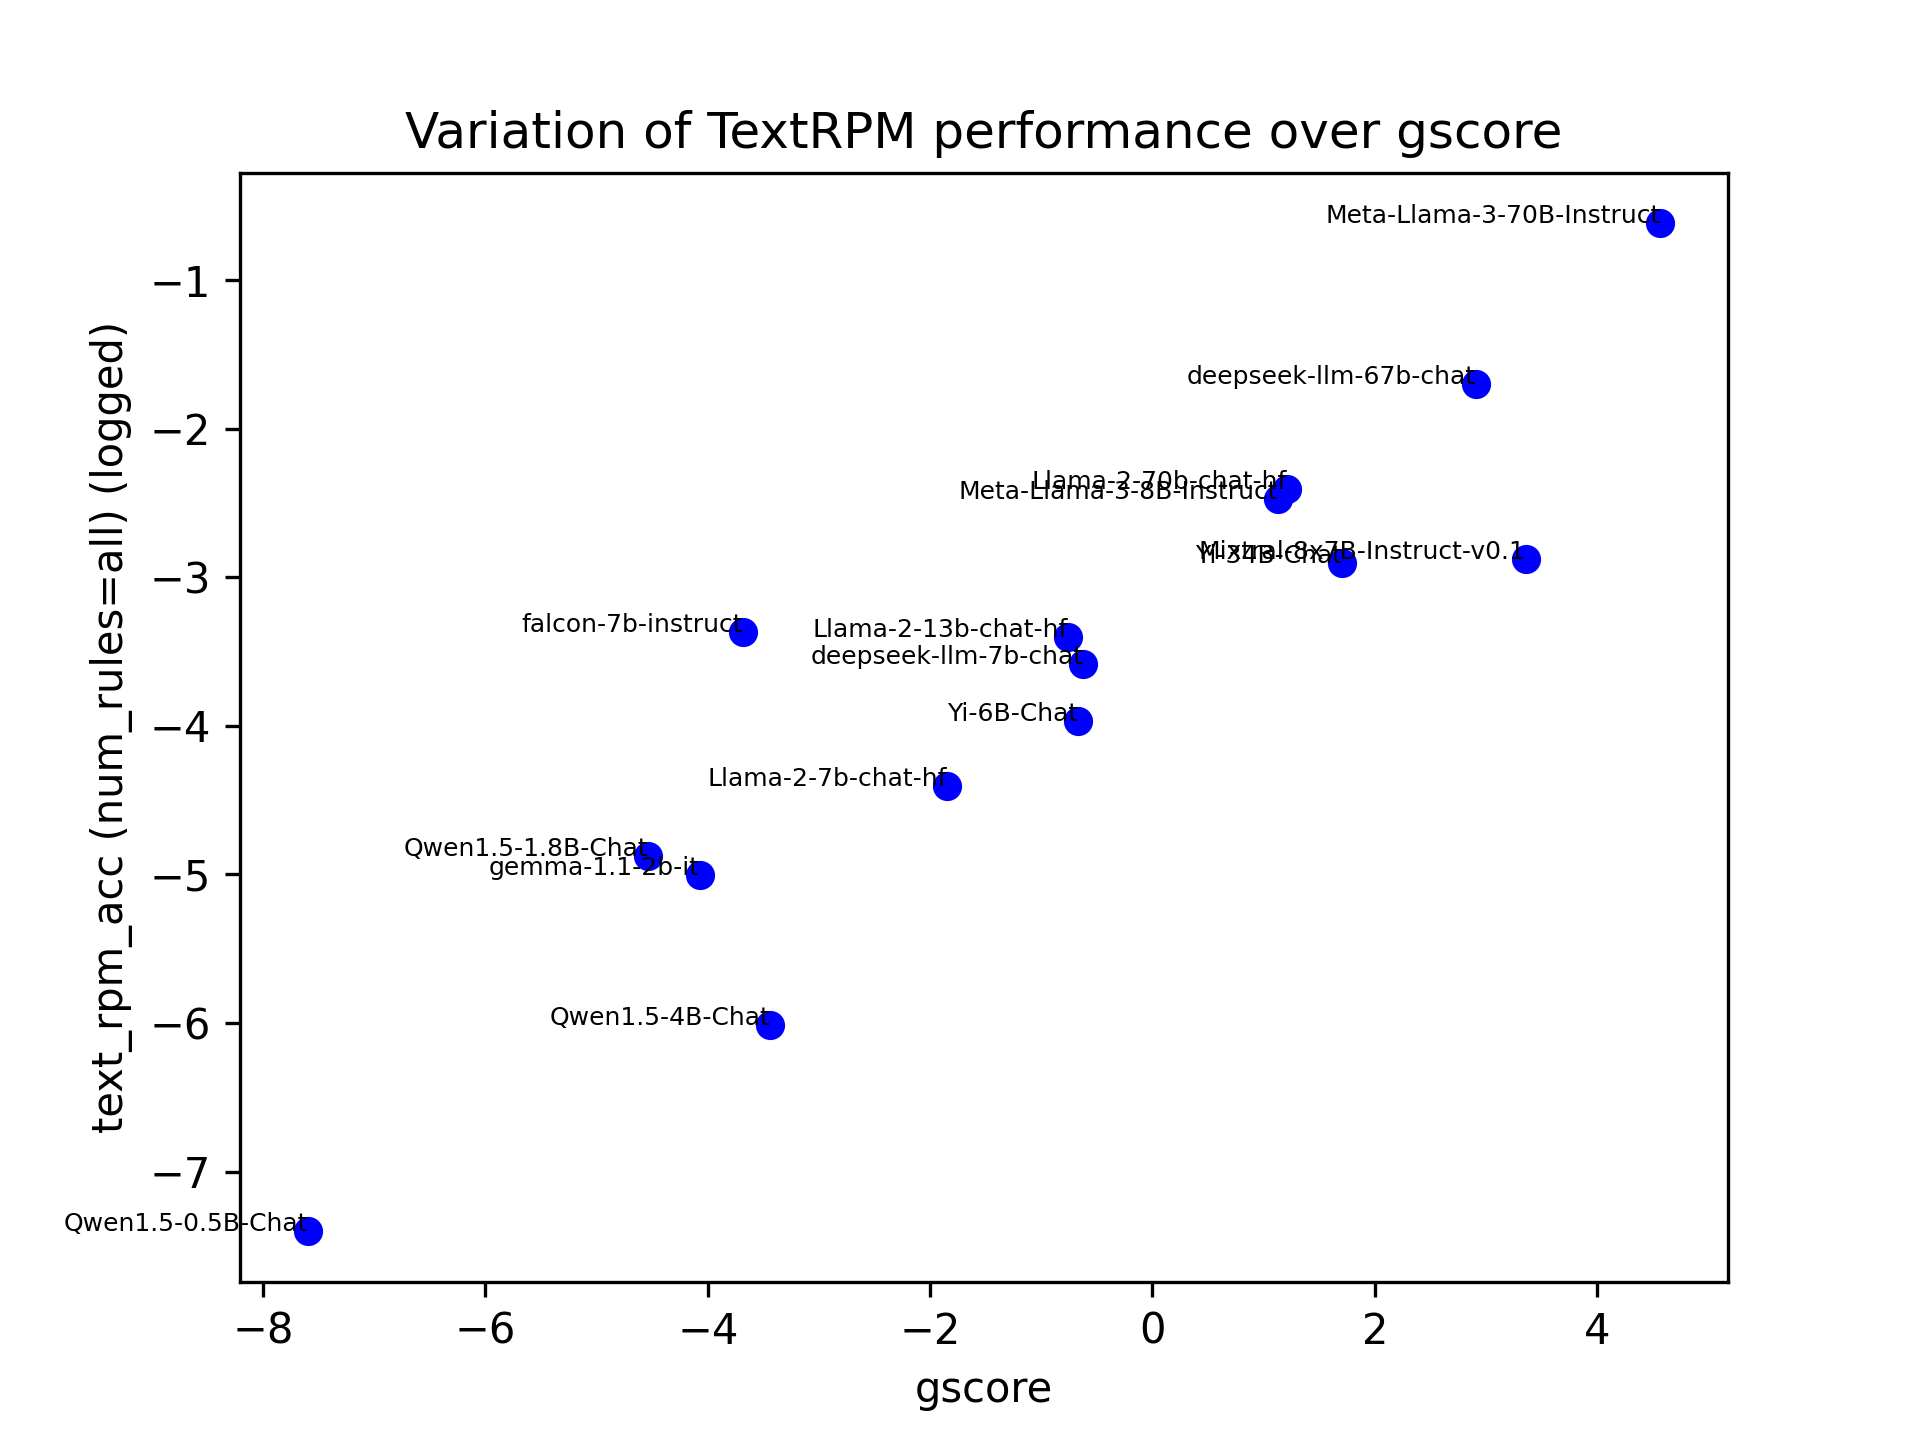 Variation of TextRPM performance over gscore
Meta-Llama-3-70B-Instruct
−1
deepseek-llm-67b-chat
−2
Llama-2-70b-chat-hf
Meta-Llama-3-8B-Instruct
Mixtral-8x7B-Instruct-v0.1
Yi-34B-Chat
−3
falcon-7b-instruct
Llama-2-13b-chat-hf
deepseek-llm-7b-chat
Yi-6B-Chat
−4
Llama-2-7b-chat-hf
Qwen1.5-1.8B-Chat
gemma-1.1-2b-it
−5
Qwen1.5-4B-Chat
−6
−7
Qwen1.5-0.5B-Chat
text_rpm_acc (num_rules=all) (logged)
−8 −6 −4 −2 0 2 4
gscore